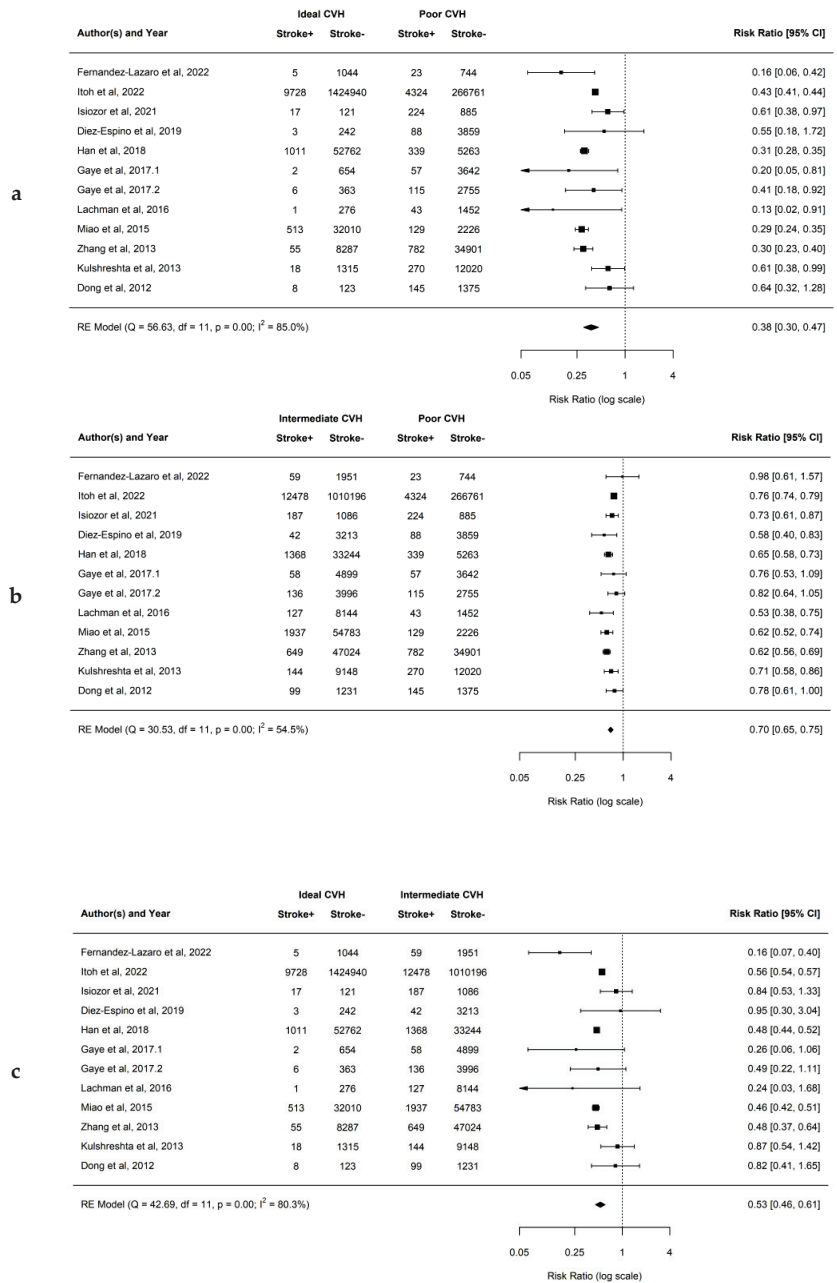 Ideal CVH Poor CVH
Author(s) and Year Stroke+ Stroke- Stroke+ Stroke- Risk Ratio [95% CI]
Fernandez-Lazaro et al, 2022 5 1044 23 744 0.16 [0.06, 0.42]
Itoh et al, 2022 9728 1424940 4324 266761 0.43 [0.41, 0.44]
Isiozor et al, 2021 17 121 224 885 0.61 [0.38, 0.97]
Diez-Espino et al, 2019 3 242 88 3859 0.55 [0.18, 1.72]
Han et al, 2018 1011 52762 339 5263 0.31 [0.28, 0.35]
Gaye et al, 2017.1 2 654 57 3642 0.20 [0.05, 0.81]
a
Gaye et al, 2017.2 6 363 115 2755 0.41 [0.18, 0.92]
Lachman et al, 2016 1 276 43 1452 0.13 [0.02, 0.91]
Miao et al, 2015 513 32010 129 2226 0.29 [0.24, 0.35]
Zhang et al, 2013 55 8287 782 34901 0.30 [0.23, 0.40]
Kulshreshta et al, 2013 18 1315 270 12020 0.61 [0.38, 0.99]
Dong et al, 2012 8 123 145 1375 0.64 [0.32, 1.28]
RE Model (Q = 56.63, df = 11, p = 0.00; I² = 85.0%) 0.38 [0.30, 0.47]
0.05 0.25 1 4
Risk Ratio (log scale)
Intermediate CVH Poor CVH
Author(s) and Year Stroke+ Stroke- Stroke+ Stroke- Risk Ratio [95% CI]
Fernandez-Lazaro et al, 2022 59 1951 23 744 0.98 [0.61, 1.57]
Itoh et al, 2022 12478 1010196 4324 266761 0.76 [0.74, 0.79]
Isiozor et al, 2021 187 1086 224 885 0.73 [0.61, 0.87]
Diez-Espino et al, 2019 42 3213 88 3859 0.58 [0.40, 0.83]
Han et al, 2018 1368 33244 339 5263 0.65 [0.58, 0.73]
Gaye et al, 2017.1 58 4899 57 3642 0.76 [0.53, 1.09]
b
Gaye et al, 2017.2 136 3996 115 2755 0.82 [0.64, 1.05]
Lachman et al, 2016 127 8144 43 1452 0.53 [0.38, 0.75]
Miao et al, 2015 1937 54783 129 2226 0.62 [0.52, 0.74]
Zhang et al, 2013 649 47024 782 34901 0.62 [0.56, 0.69]
Kulshreshta et al, 2013 144 9148 270 12020 0.71 [0.58, 0.86]
Dong et al, 2012 99 1231 145 1375 0.78 [0.61, 1.00]
RE Model (Q = 30.53, df = 11, p = 0.00; I² = 54.5%) 0.70 [0.65, 0.75]
0.05 0.25 1 4
Risk Ratio (log scale)
Ideal CVH Intermediate CVH
Author(s) and Year Stroke+ Stroke- Stroke+ Stroke- Risk Ratio [95% CI]
Fernandez-Lazaro et al, 2022 5 1044 59 1951 0.16 [0.07, 0.40]
Itoh et al, 2022 9728 1424940 12478 1010196 0.56 [0.54, 0.57]
Isiozor et al, 2021 17 121 187 1086 0.84 [0.53, 1.33]
Diez-Espino et al, 2019 3 242 42 3213 0.95 [0.30, 3.04]
Han et al, 2018 1011 52762 1368 33244 0.48 [0.44, 0.52]
Gaye et al, 2017.1 2 654 58 4899 0.26 [0.06, 1.06]
Gaye et al, 2017.2 6 363 136 3996 0.49 [0.22, 1.11]
c
Lachman et al, 2016 1 276 127 8144 0.24 [0.03, 1.68]
Miao et al, 2015 513 32010 1937 54783 0.46 [0.42, 0.51]
Zhang et al, 2013 55 8287 649 47024 0.48 [0.37, 0.64]
Kulshreshta et al, 2013 18 1315 144 9148 0.87 [0.54, 1.42]
Dong et al, 2012 8 123 99 1231 0.82 [0.41, 1.65]
RE Model (Q = 42.69, df = 11, p = 0.00; I² = 80.3%) 0.53 [0.46, 0.61]
0.05 0.25 1 4
Risk Ratio (log scale)